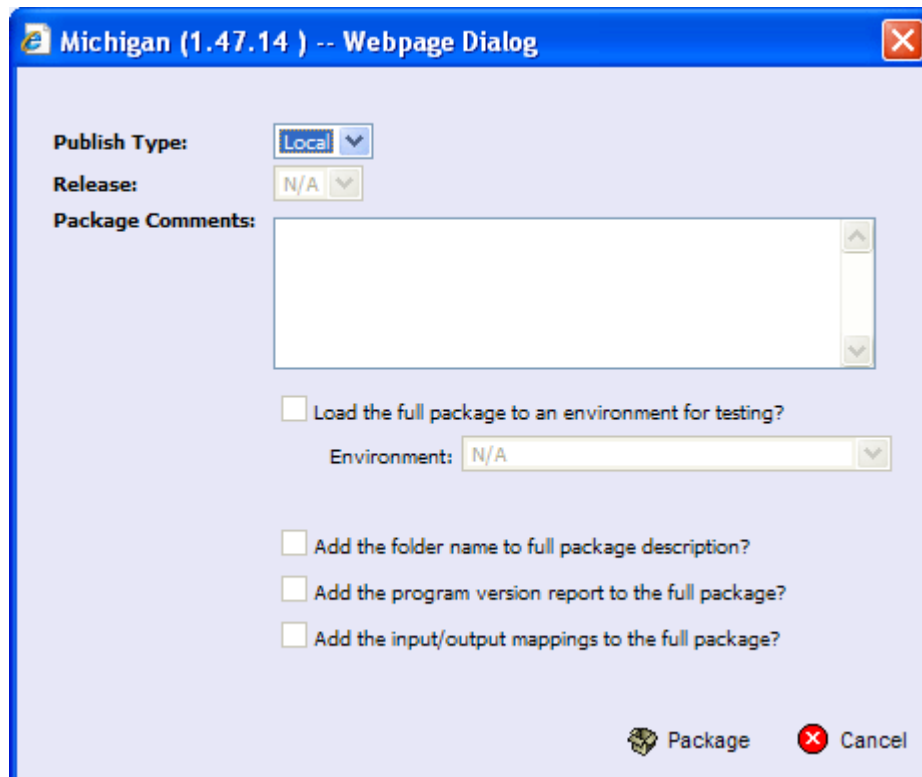 Michigan (1.47.14 ) -- Webpage Dialog
Publish Type: Local
Release: N/A
Package Comments:
Load the full package to an environment for testing?
Environment: N/A
Add the folder name to full package description?
Add the program version report to the full package?
Add the input/output mappings to the full package?
Package Cancel